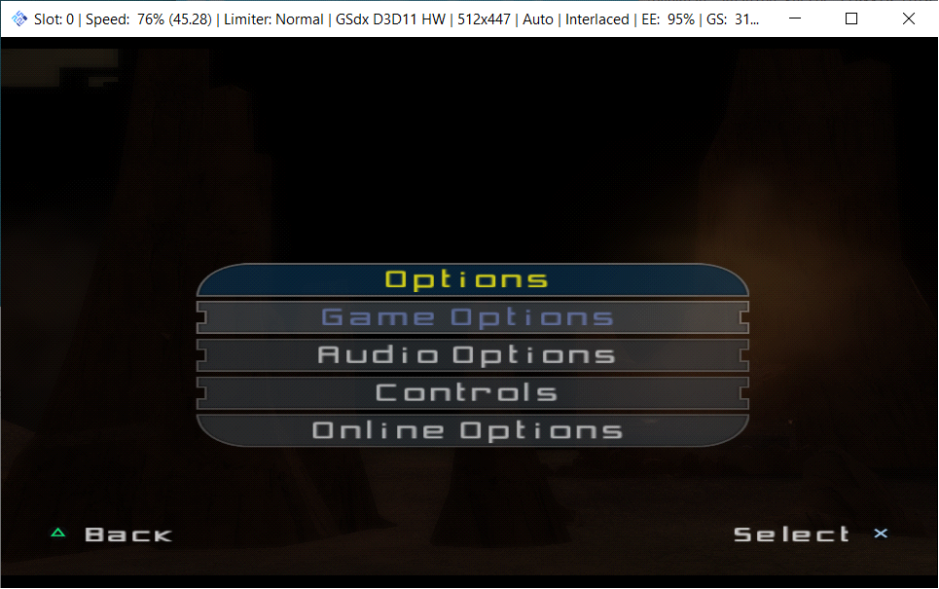 Slot: 0 | Speed: 76% (45.28) | Limiter: Normal | GSdx D3D11 HW | 512x447 | Auto | Interlaced | EE: 95% | GS: 31...
Options
Game Options
Audio Options
Controls
Online Options
Back Select